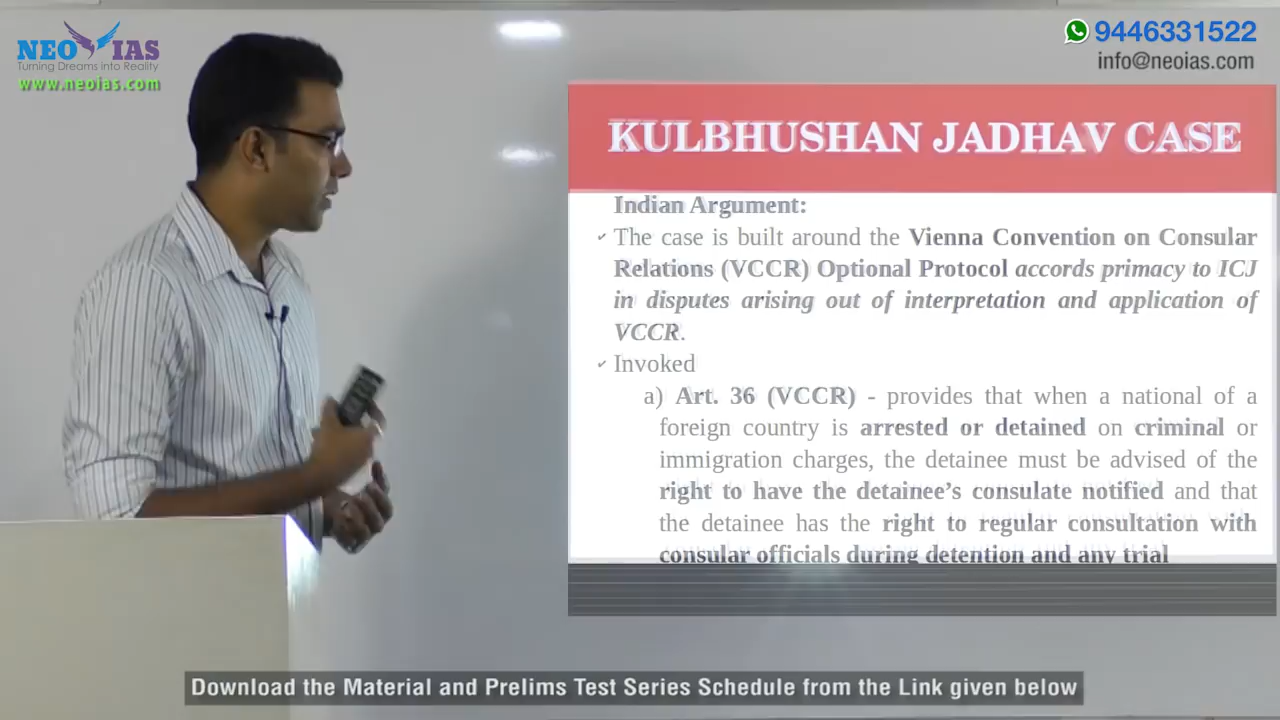 NEO IAS
Turning Dreams into Reality
www.neoias.com
9446331522
info@neoias.com
KULBHUSHAN JADHAV CASE
Indian Argument:
✓ The case is built around the Vienna Convention on Consular
Relations (VCCR) Optional Protocol accords primacy to ICJ
in disputes arising out of interpretation and application of
VCCR.
✓ Invoked
a) Art. 36 (VCCR) - provides that when a national of a
foreign country is arrested or detained on criminal or
immigration charges, the detainee must be advised of the
right to have the detainee's consulate notified and that
the detainee has the right to regular consultation with
consular officials during detention and any trial
Download the Material and Prelims Test Series Schedule from the Link given below